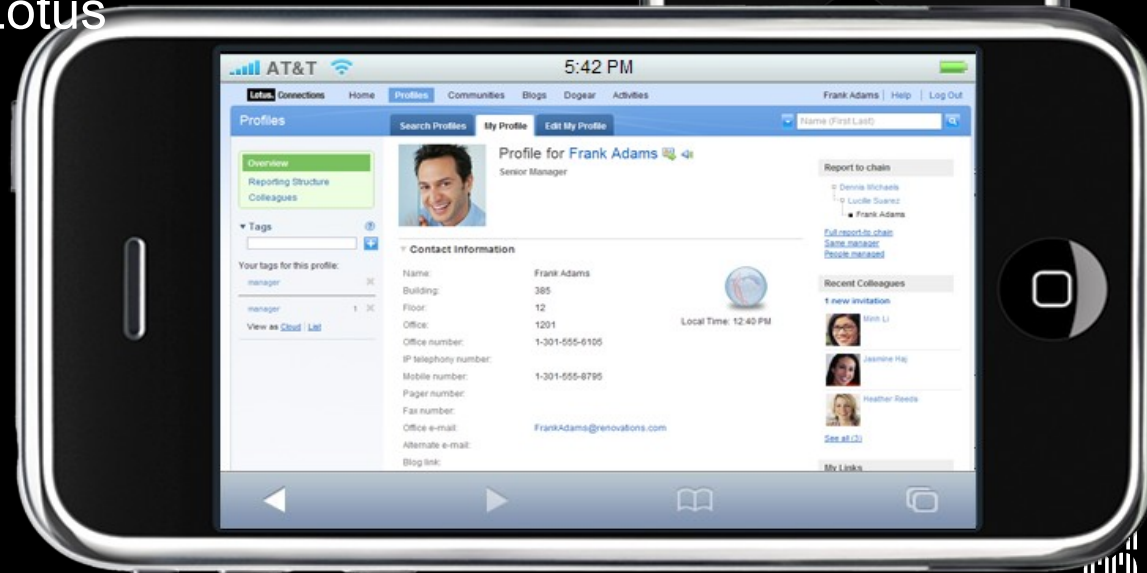 Lotus
AT&T 5:42 PM
Lotus. Connections Home Profiles Communities Blogs Dogear Activities Frank Adams | Help | Log Out
Profiles Search Profiles My Profile Edit My Profile Name (First Last)
Overview
Reporting Structure
Colleagues
▼ Tags
Your tags for this profile:
manager
manager 1
View as Cloud | List
Profile for Frank Adams
Senior Manager
Contact Information
Name: Frank Adams
Building: 385
Floor: 12
Office: 1201
Office number: 1-301-555-6105
IP telephony number:
Mobile number: 1-301-555-8795
Pager number:
Fax number:
Office e-mail: FrankAdams@renovations.com
Alternate e-mail:
Blog link:
Local Time: 12:40 PM
Report to chain
Dennis Michaels
Lucille Suarez
Frank Adams
Full report-to chain
Same manager
People managed
Recent Colleagues
1 new invitation
Minh Li
Jasmine Haj
Heather Reeds
See all (3)
My Links